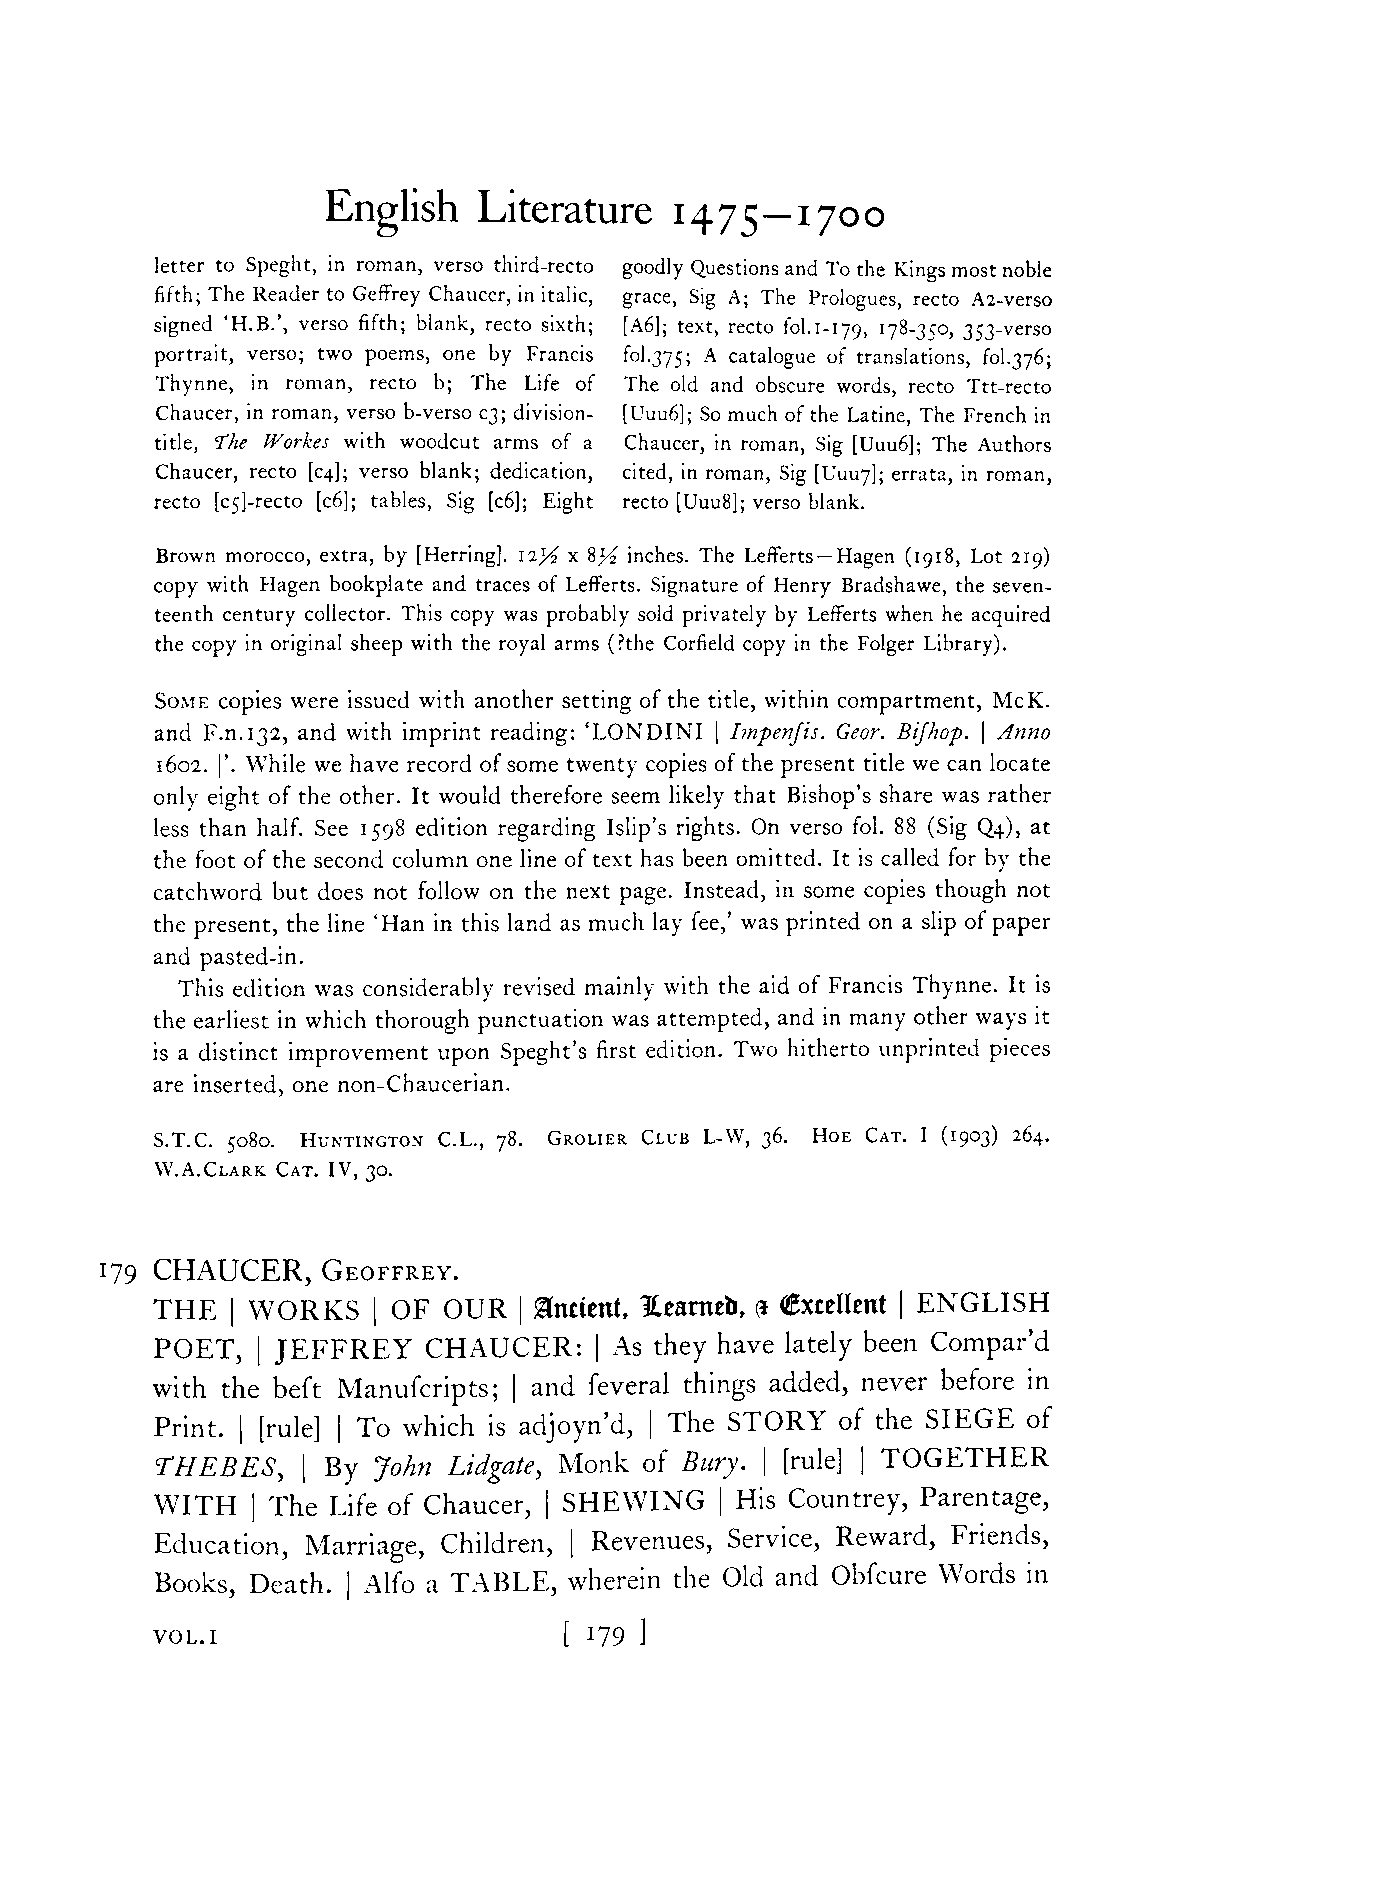 English Literature 1475—1700
letter to Speght, in roman, verso third-recto
fifth; The Reader to Geffrey Chaucer, in italic,
signed ‘H.B.’, verso fifth; blank, recto sixth;
portrait, verso; two poems, one by Francis
Thynne, in roman, recto b; The Life of
Chaucer, in roman, verso b-verso c3; division-
title, The Workes with woodcut arms of a
Chaucer, recto [c4]; verso blank; dedication,
recto [c5]-recto [c6]; tables, Sig [c6]; Eight
goodly Questions and To the Kings most noble
grace, Sig A; The Prologues, recto A2-verso
[A6]; text, recto fol.1-179, 178-350, 353-verso
fol.375; A catalogue of translations, fol.376;
The old and obscure words, recto Ttt-recto
[Uuu6]; So much of the Latine, The French in
Chaucer, in roman, Sig [Uuu6]; The Authors
cited, in roman, Sig [Uuu7]; errata, in roman,
recto [Uuu8]; verso blank.
Brown morocco, extra, by [Herring]. 12½ x 8½ inches. The Lefferts—Hagen (1918, Lot 219)
copy with Hagen bookplate and traces of Lefferts. Signature of Henry Bradshawe, the seven-
teenth century collector. This copy was probably sold privately by Lefferts when he acquired
the copy in original sheep with the royal arms (?the Corfield copy in the Folger Library).
Some copies were issued with another setting of the title, within compartment, McK.
and F.n.132, and with imprint reading: ‘LONDINI | Impenſis. Geor. Biſhop. | Anno
1602. |’. While we have record of some twenty copies of the present title we can locate
only eight of the other. It would therefore seem likely that Bishop’s share was rather
less than half. See 1598 edition regarding Islip’s rights. On verso fol. 88 (Sig Q4), at
the foot of the second column one line of text has been omitted. It is called for by the
catchword but does not follow on the next page. Instead, in some copies though not
the present, the line ‘Han in this land as much lay fee,’ was printed on a slip of paper
and pasted-in.
This edition was considerably revised mainly with the aid of Francis Thynne. It is
the earliest in which thorough punctuation was attempted, and in many other ways it
is a distinct improvement upon Speght’s first edition. Two hitherto unprinted pieces
are inserted, one non-Chaucerian.
S.T.C. 5080. Huntington C.L., 78. Grolier Club L-W, 36. Hoe Cat. I (1903) 264.
W.A.Clark Cat. IV, 30.
179 CHAUCER, Geoffrey.
THE | WORKS | OF OUR | Ancient, Learned, & Excellent | ENGLISH
POET, | JEFFREY CHAUCER: | As they have lately been Compar’d
with the beſt Manuſcripts; | and ſeveral things added, never before in
Print. | [rule] | To which is adjoyn’d, | The STORY of the SIEGE of
THEBES, | By John Lidgate, Monk of Bury. | [rule] | TOGETHER
WITH | The Life of Chaucer, | SHEWING | His Countrey, Parentage,
Education, Marriage, Children, | Revenues, Service, Reward, Friends,
Books, Death. | Alſo a TABLE, wherein the Old and Obſcure Words in
VOL.I [ 179 ]